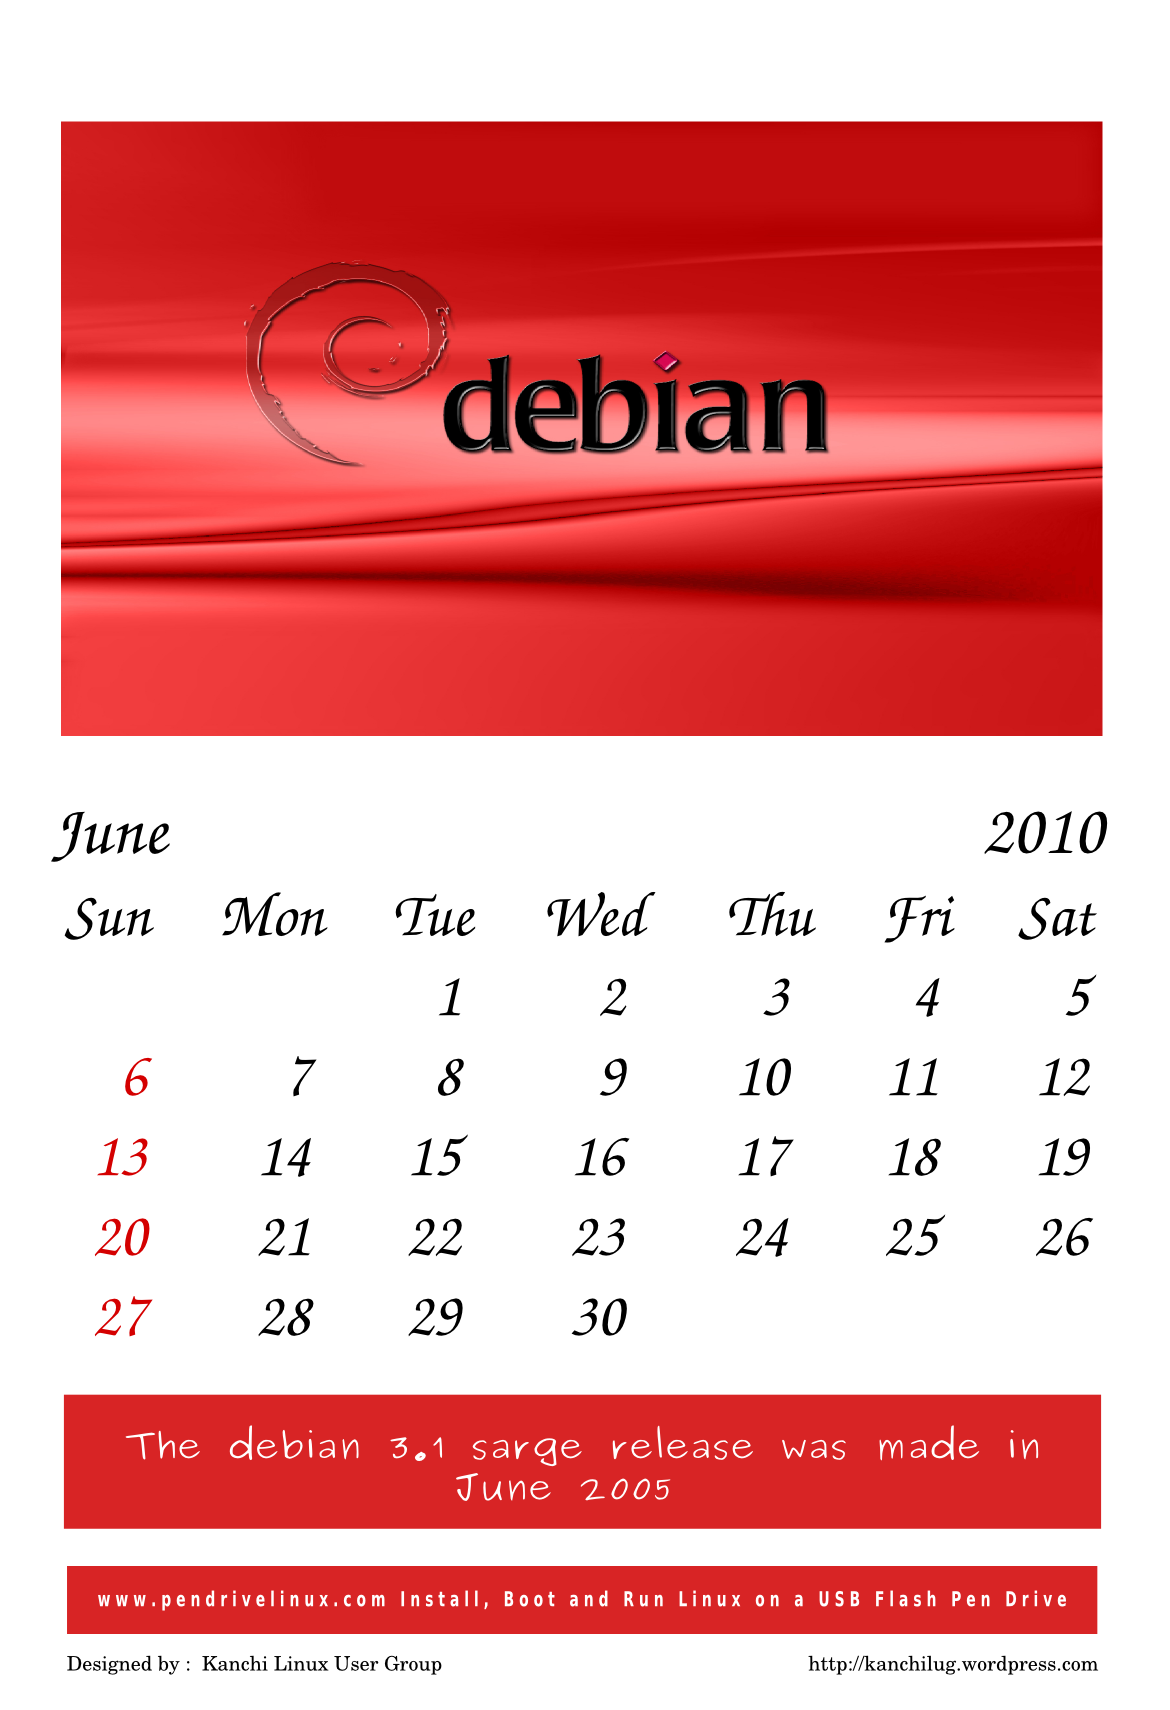 debian
June 2010
Sun Mon Tue Wed Thu Fri Sat
1 2 3 4 5
6 7 8 9 10 11 12
13 14 15 16 17 18 19
20 21 22 23 24 25 26
27 28 29 30
The debian 3.1 sarge release was made in
June 2005
www.pendrivelinux.com Install, Boot and Run Linux on a USB Flash Pen Drive
Designed by : Kanchi Linux User Group http://kanchilug.wordpress.com